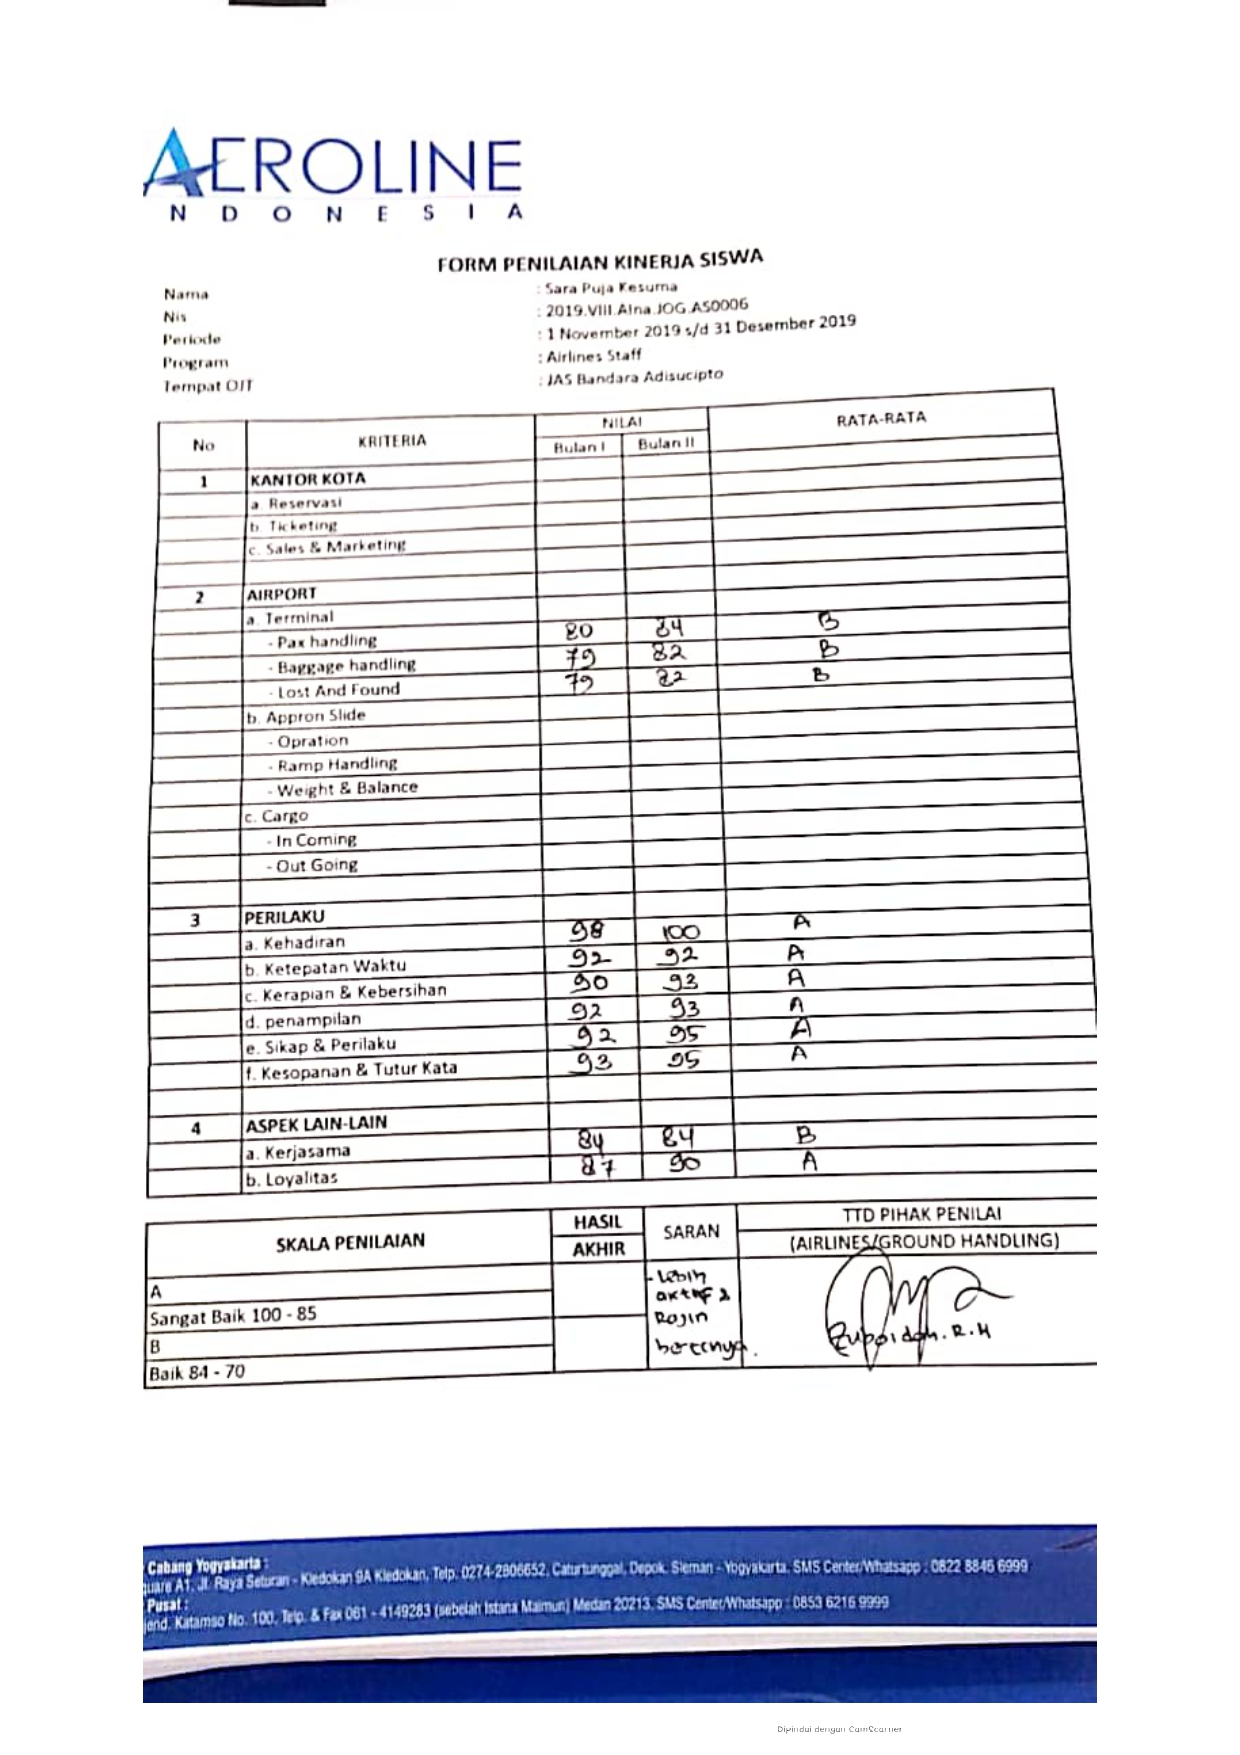 AEROLINE
NDONESIA
FORM PENILAIAN KINERJA SISWA
Nama : Sara Puja Kesuma
Nis : 2019.VIII.AIna.JOG.AS0006
Periode : 1 November 2019 s/d 31 Desember 2019
Program : Airlines Staff
Tempat OJT : JAS Bandara Adisucipto
No KRITERIA NILAI RATA-RATA
Bulan I Bulan II
1 KANTOR KOTA
a. Reservasi
b. Ticketing
c. Sales & Marketing
2 AIRPORT
a. Terminal
- Pax handling 80 84 B
- Baggage handling 79 82 B
- Lost And Found 79 82 B
b. Appron Slide
- Opration
- Ramp Handling
- Weight & Balance
c. Cargo
- In Coming
- Out Going
3 PERILAKU
a. Kehadiran 98 100 A
b. Ketepatan Waktu 92 92 A
c. Kerapian & Kebersihan 90 93 A
d. penampilan 92 93 A
e. Sikap & Perilaku 92 95 A
f. Kesopanan & Tutur Kata 93 95 A
4 ASPEK LAIN-LAIN
a. Kerjasama 84 84 B
b. Loyalitas 87 90 A
SKALA PENILAIAN HASIL AKHIR SARAN TTD PIHAK PENILAI
(AIRLINES/GROUND HANDLING)
A
Sangat Baik 100 - 85
B
Baik 84 - 70
- Lebih
aktif 2
Rajin
bertanya.
Zubaidah. R. H
Cabang Yogyakarta :
quare A1, Jl. Raya Seturan - Kledokan 9A Kledokan, Telp. 0274-2806652, Caturtunggal, Depok, Sleman - Yogyakarta. SMS Center/Whatsapp : 0822 8846 6999
Pusat :
jend. Katamso No. 100, Telp. & Fax 061 - 4149283 (sebelah Istana Maimun) Medan 20213. SMS Center/Whatsapp : 0853 6216 9999
Dipindai dengan CamScanner